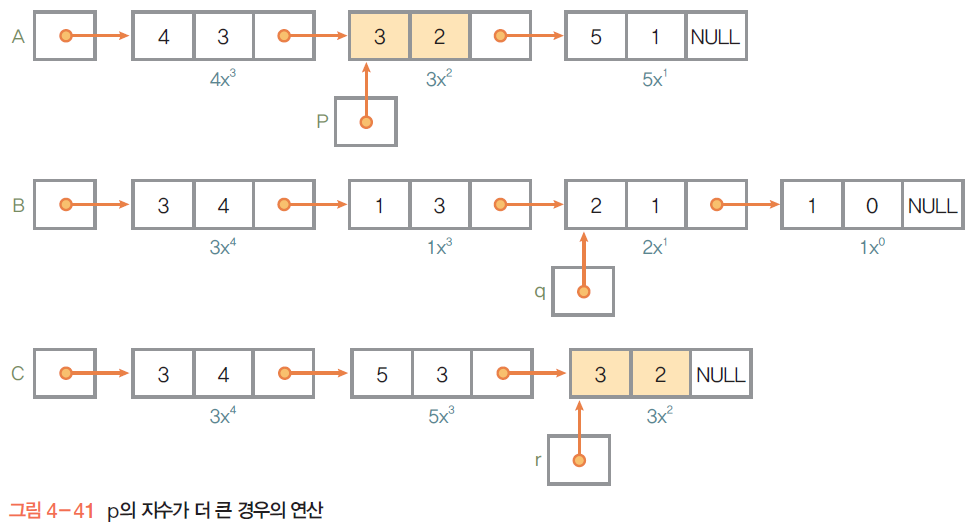 A 4 3 3 2 5 1 NULL
4x³ 3x² 5x¹
P
B 3 4 1 3 2 1 1 0 NULL
3x⁴ 1x³ 2x¹ 1x⁰
q
C 3 4 5 3 3 2 NULL
3x⁴ 5x³ 3x²
r
그림 4-41 p의 지수가 더 큰 경우의 연산